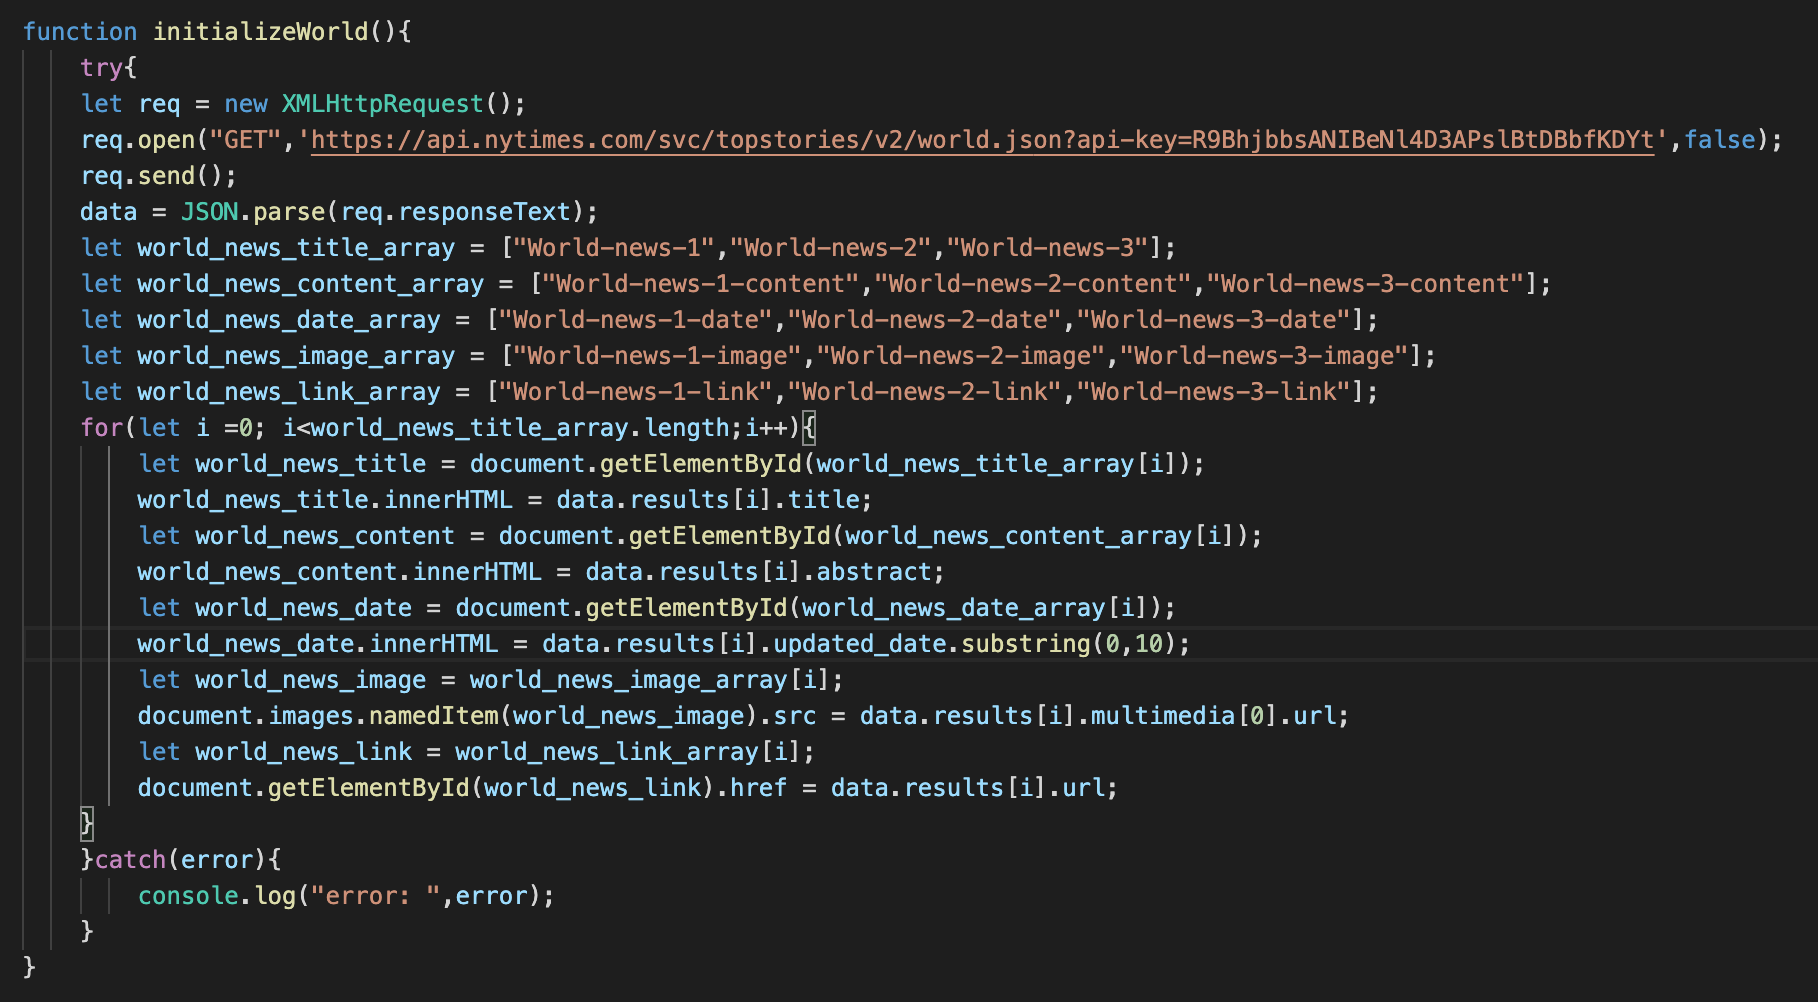 function initializeWorld(){
try{
let req = new XMLHttpRequest();
req.open("GET",'https://api.nytimes.com/svc/topstories/v2/world.json?api-key=R9BhjbbsANIBeNl4D3APslBtDBbfKDYt',false);
req.send();
data = JSON.parse(req.responseText);
let world_news_title_array = ["World-news-1","World-news-2","World-news-3"];
let world_news_content_array = ["World-news-1-content","World-news-2-content","World-news-3-content"];
let world_news_date_array = ["World-news-1-date","World-news-2-date","World-news-3-date"];
let world_news_image_array = ["World-news-1-image","World-news-2-image","World-news-3-image"];
let world_news_link_array = ["World-news-1-link","World-news-2-link","World-news-3-link"];
for(let i =0; i<world_news_title_array.length;i++){
let world_news_title = document.getElementById(world_news_title_array[i]);
world_news_title.innerHTML = data.results[i].title;
let world_news_content = document.getElementById(world_news_content_array[i]);
world_news_content.innerHTML = data.results[i].abstract;
let world_news_date = document.getElementById(world_news_date_array[i]);
world_news_date.innerHTML = data.results[i].updated_date.substring(0,10);
let world_news_image = world_news_image_array[i];
document.images.namedItem(world_news_image).src = data.results[i].multimedia[0].url;
let world_news_link = world_news_link_array[i];
document.getElementById(world_news_link).href = data.results[i].url;
}
}catch(error){
console.log("error: ",error);
}
}